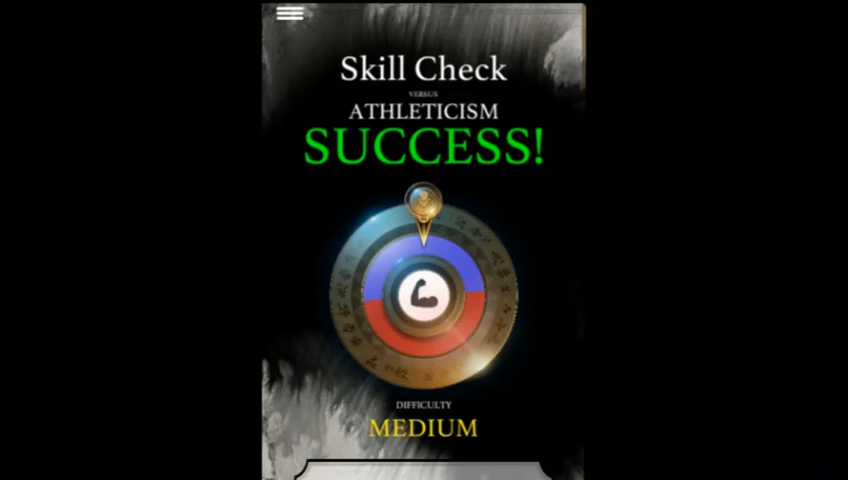 Skill Check
VERSUS
ATHLETICISM
SUCCESS!
DIFFICULTY
MEDIUM